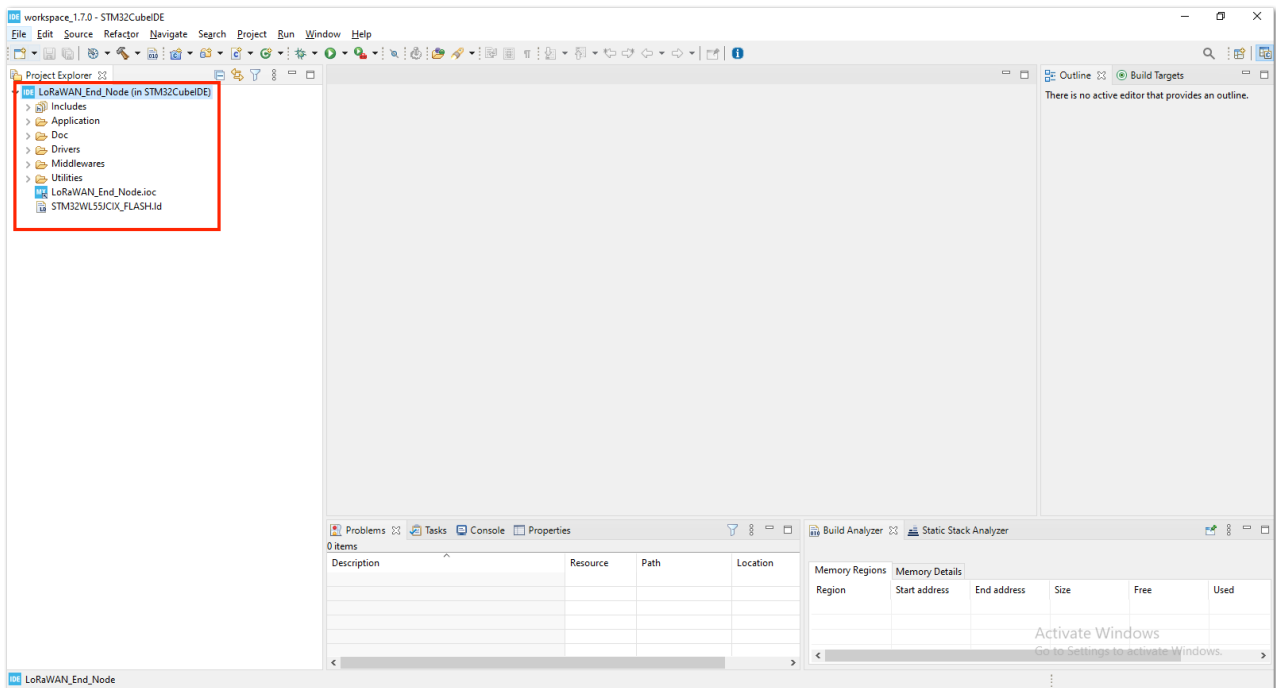 IDE workspace_1.7.0 - STM32CubeIDE
File Edit Source Refactor Navigate Search Project Run Window Help
Project Explorer
IDE LoRaWAN_End_Node (in STM32CubeIDE)
Includes
Application
Doc
Drivers
Middlewares
Utilities
MX LoRaWAN_End_Node.ioc
STM32WL55JCIX_FLASH.ld
Outline Build Targets
There is no active editor that provides an outline.
Problems Tasks Console Properties
0 items
Description Resource Path Location
Build Analyzer Static Stack Analyzer
Memory Regions Memory Details
Region Start address End address Size Free Used
Activate Windows
Go to Settings to activate Windows.
IDE LoRaWAN_End_Node